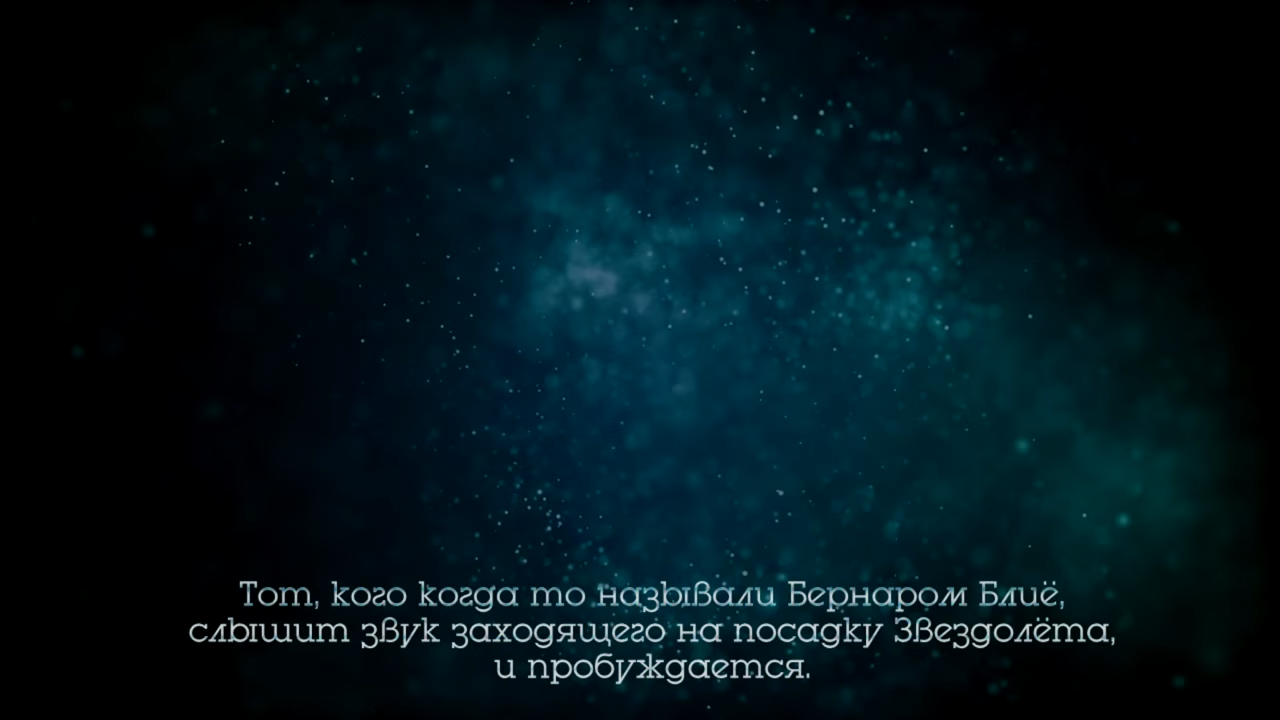 Тот, кого когда то называли Бернаром Блиё,
слышит звук заходящего на посадку Звездолёта,
и пробуждается.